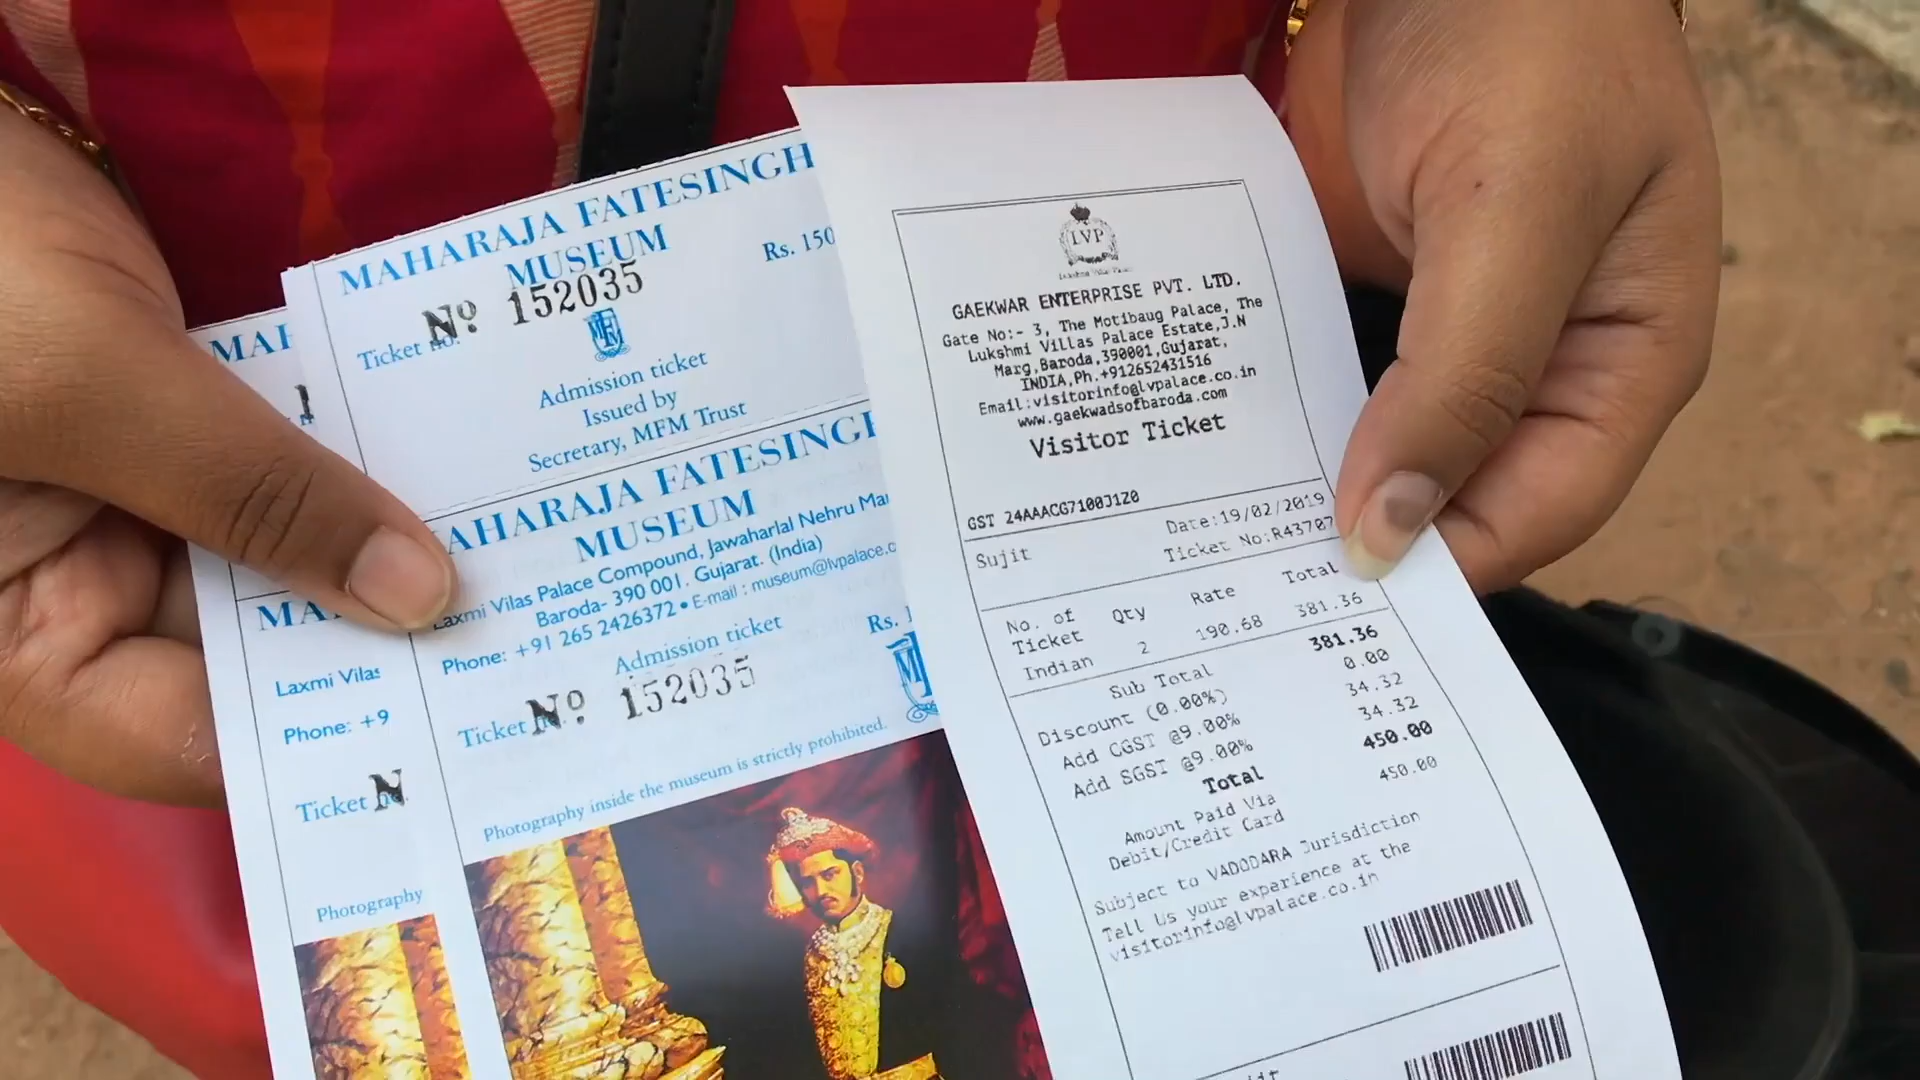 MAH
MAHARAJA FATESINGH
MUSEUM
Rs. 150
Nº 152035
Ticket no.
Admission ticket
Issued by
Secretary, MFM Trust
MAHARAJA FATESINGH
MUSEUM
Laxmi Vilas Palace Compound, Jawaharlal Nehru Mar
Baroda- 390 001. Gujarat. (India)
Phone: +91 265 2426372 • E-mail : museum@lvpalace.c
Admission ticket
Rs. 1
Ticket Nº 152035
Photography inside the museum is strictly prohibited.
Laxmi Vilas
Phone: +9
Ticket N
Photography
LVP
GAEKWAR ENTERPRISE PVT. LTD.
Gate No:- 3, The Motibaug Palace, The
Lukshmi Villas Palace Estate,J.N
Marg,Baroda,390001,Gujarat,
INDIA,Ph.+912652431516
Email:visitorinfo@lvpalace.co.in
www.gaekwadsofbaroda.com
Visitor Ticket
GST 24AAACG7100J1Z0
Date:19/02/2019
Sujit Ticket No:R43707
No. of Ticket Qty Rate Total
Indian 2 190.68 381.36
Sub Total 381.36
Discount (0.00%) 0.00
Add CGST @9.00% 34.32
Add SGST @9.00% 34.32
Total 450.00
Amount Paid Via 450.00
Debit/Credit Card
Subject to VADODARA Jurisdiction
Tell Us your experience at the
visitorinfo@lvpalace.co.in